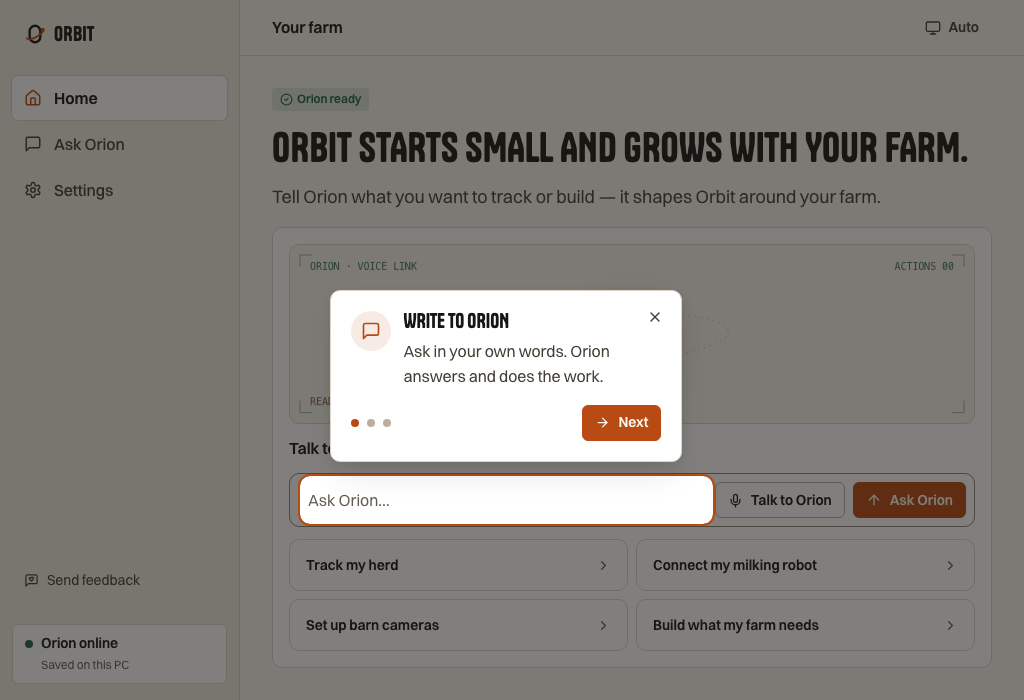 ORBIT
Home
Ask Orion
Settings
Send feedback
Orion online
Saved on this PC
Your farm
Auto
Orion ready
ORBIT STARTS SMALL AND GROWS WITH YOUR FARM.
Tell Orion what you want to track or build — it shapes Orbit around your farm.
ORION · VOICE LINK
ACTIONS 00
WRITE TO ORION
Ask in your own words. Orion
answers and does the work.
Next
Ask Orion...
Talk to Orion
Ask Orion
Track my herd
Connect my milking robot
Set up barn cameras
Build what my farm needs